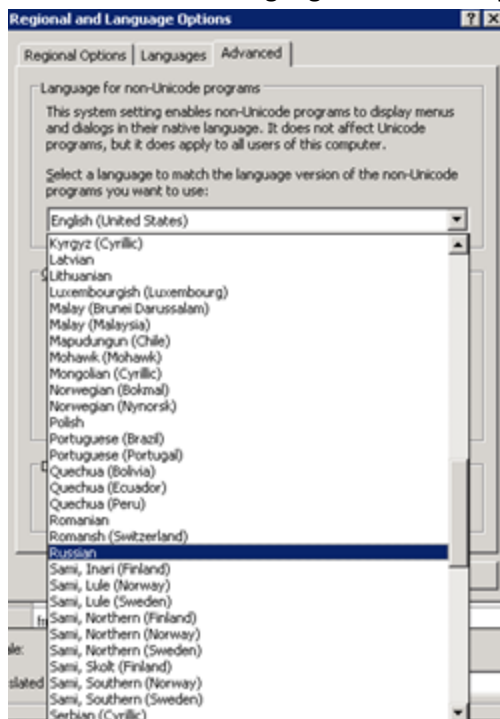 Regional and Language Options
Regional Options
Languages
Advanced
Language for non-Unicode programs
This system setting enables non-Unicode programs to display menus
and dialogs in their native language. It does not affect Unicode
programs, but it does apply to all users of this computer.
Select a language to match the language version of the non-Unicode
programs you want to use:
English (United States)
Kyrgyz (Cyrillic)
Latvian
Lithuanian
Luxembourgish (Luxembourg)
Malay (Brunei Darussalam)
Malay (Malaysia)
Mapudungun (Chile)
Mohawk (Mohawk)
Mongolian (Cyrillic)
Norwegian (Bokmal)
Norwegian (Nynorsk)
Polish
Portuguese (Brazil)
Portuguese (Portugal)
Quechua (Bolivia)
Quechua (Ecuador)
Quechua (Peru)
Romanian
Romansh (Switzerland)
Russian
Sami, Inari (Finland)
Sami, Lule (Norway)
Sami, Lule (Sweden)
Sami, Northern (Finland)
Sami, Northern (Norway)
Sami, Northern (Sweden)
Sami, Skolt (Finland)
Sami, Southern (Norway)
Sami, Southern (Sweden)
Serbian (Cyrillic)